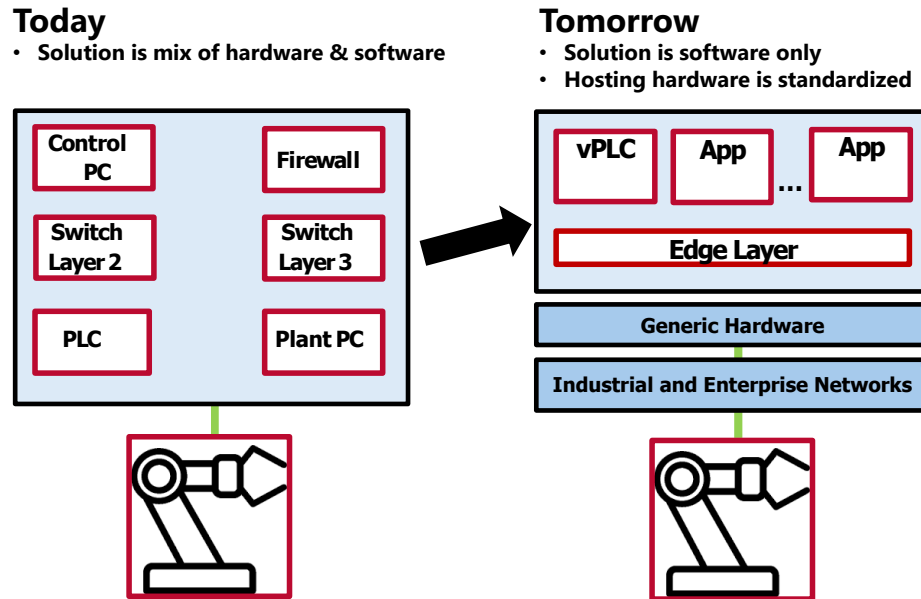 Today
• Solution is mix of hardware & software
Control
PC
Firewall
Switch
Layer 2
Switch
Layer 3
PLC
Plant PC
Tomorrow
• Solution is software only
• Hosting hardware is standardized
vPLC
App
...
App
Edge Layer
Generic Hardware
Industrial and Enterprise Networks